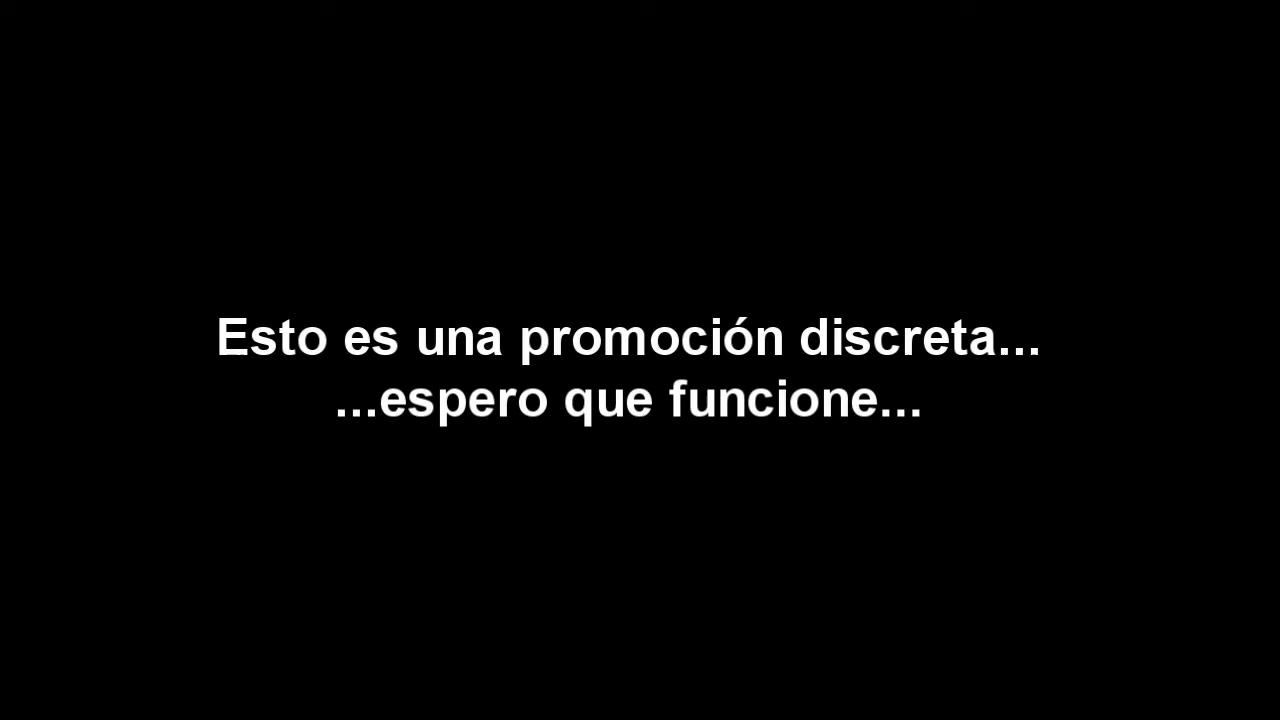 Esto es una promoción discreta...
...espero que funcione...